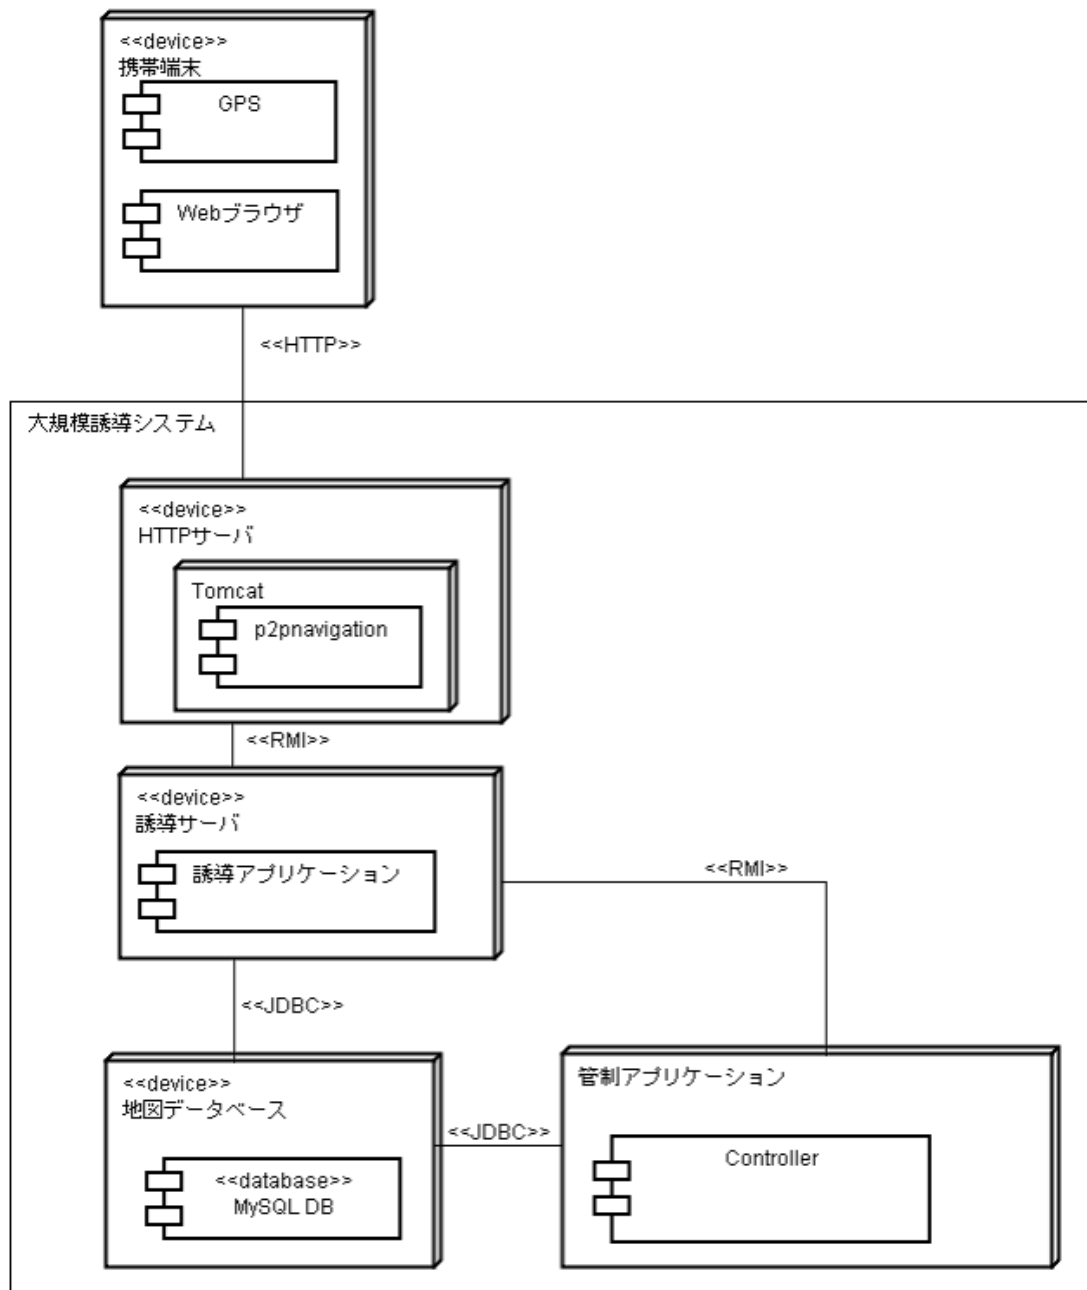 <<device>>
携帯端末
GPS
Webブラウザ
<<HTTP>>
大規模誘導システム
<<device>>
HTTPサーバ
Tomcat
p2pnavigation
<<RMI>>
<<device>>
誘導サーバ
誘導アプリケーション
<<RMI>>
<<JDBC>>
<<device>>
地図データベース
<<database>>
MySQL DB
<<JDBC>>
管制アプリケーション
Controller